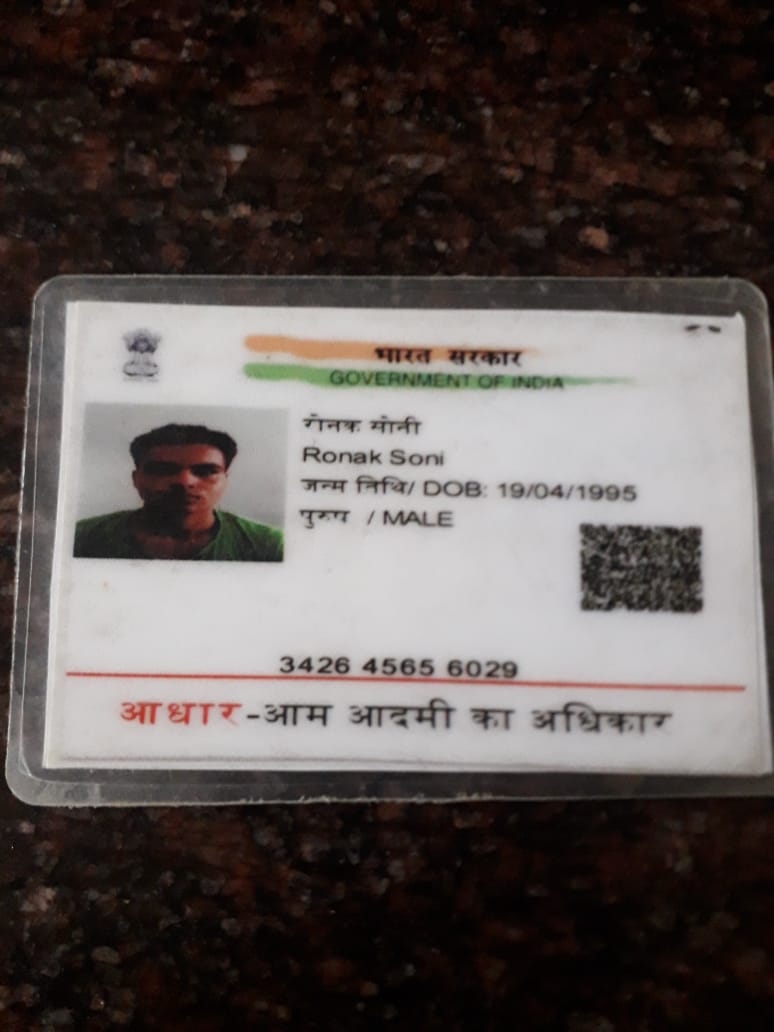 भारत सरकार
GOVERNMENT OF INDIA
रोनक सोनी
Ronak Soni
जन्म तिथि/ DOB: 19/04/1995
पुरुष / MALE
3426 4565 6029
आधार-आम आदमी का अधिकार